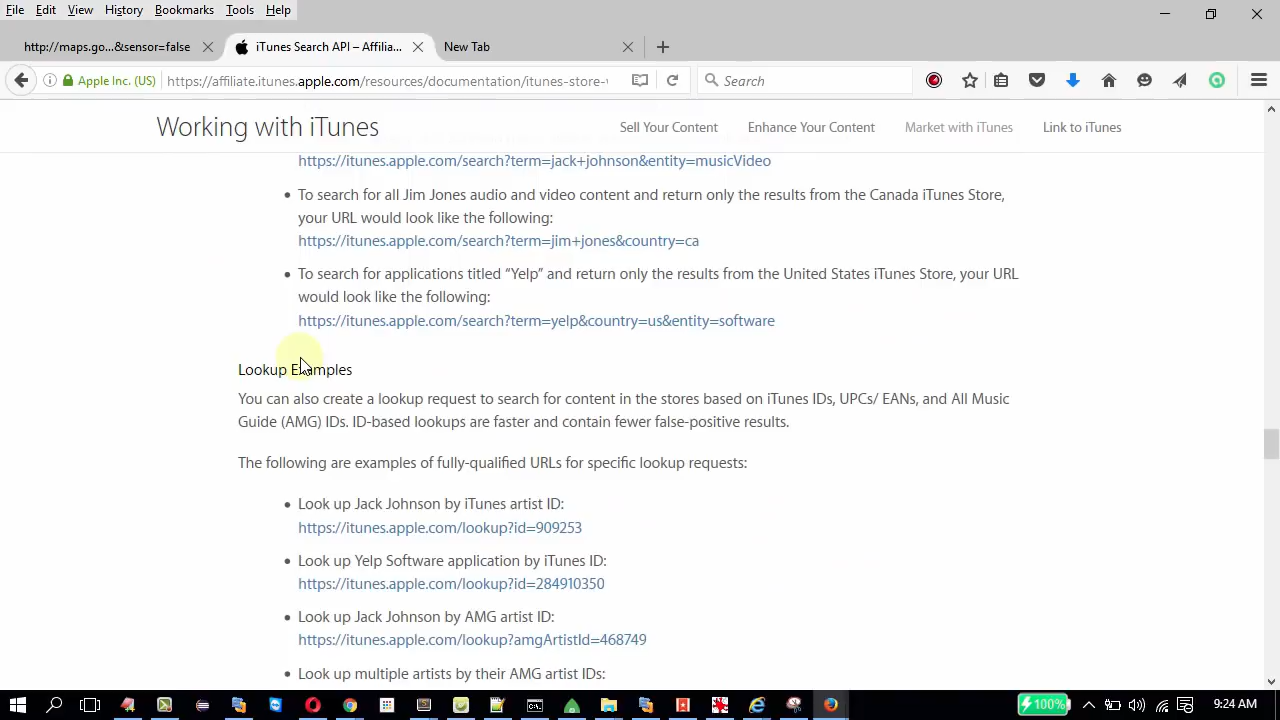 File Edit View History Bookmarks Tools Help
http://maps.go...&sensor=false
iTunes Search API – Affilia...
New Tab
Apple Inc. (US)
https://affiliate.itunes.apple.com/resources/documentation/itunes-store-
Search
Working with iTunes
Sell Your Content
Enhance Your Content
Market with iTunes
Link to iTunes
https://itunes.apple.com/search?term=jack+johnson&entity=musicVideo
• To search for all Jim Jones audio and video content and return only the results from the Canada iTunes Store,
your URL would look like the following:
https://itunes.apple.com/search?term=jim+jones&country=ca
• To search for applications titled “Yelp” and return only the results from the United States iTunes Store, your URL
would look like the following:
https://itunes.apple.com/search?term=yelp&country=us&entity=software
Lookup Examples
You can also create a lookup request to search for content in the stores based on iTunes IDs, UPCs/ EANs, and All Music
Guide (AMG) IDs. ID-based lookups are faster and contain fewer false-positive results.
The following are examples of fully-qualified URLs for specific lookup requests:
• Look up Jack Johnson by iTunes artist ID:
https://itunes.apple.com/lookup?id=909253
• Look up Yelp Software application by iTunes ID:
https://itunes.apple.com/lookup?id=284910350
• Look up Jack Johnson by AMG artist ID:
https://itunes.apple.com/lookup?amgArtistId=468749
• Look up multiple artists by their AMG artist IDs:
100%
9:24 AM